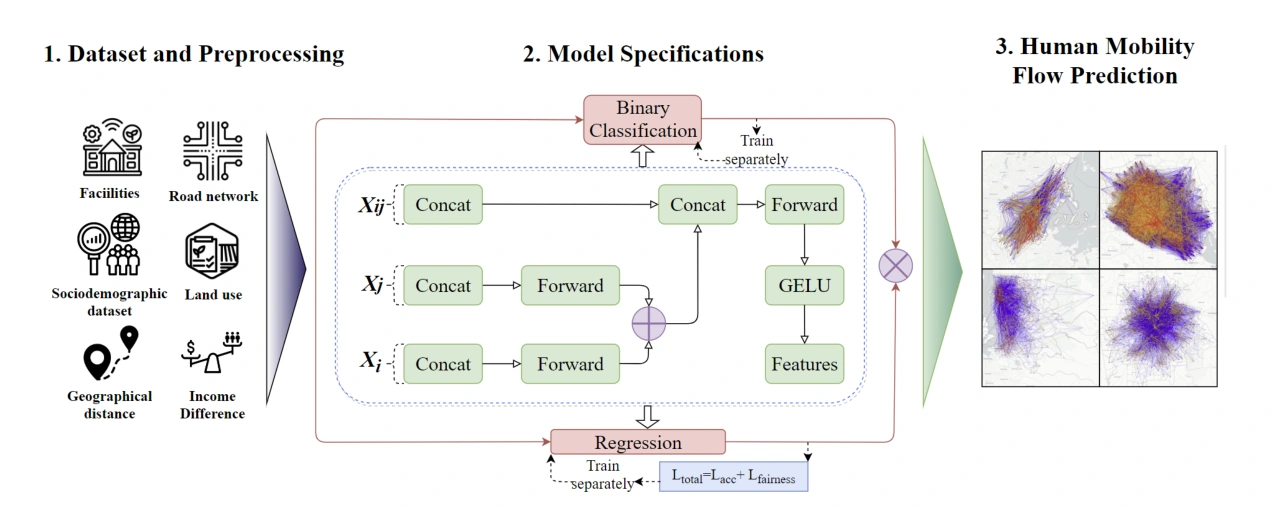 1. Dataset and Preprocessing
Faciilities
Road network
Sociodemographic
dataset
Land use
Geographical
distance
Income
Difference
2. Model Specifications
Binary
Classification
Train
separately
Xij
Concat
Concat
Forward
Xj
Concat
Forward
GELU
Xi
Concat
Forward
Features
Regression
Train
separately
Ltotal=Lacc+ Lfairness
3. Human Mobility
Flow Prediction